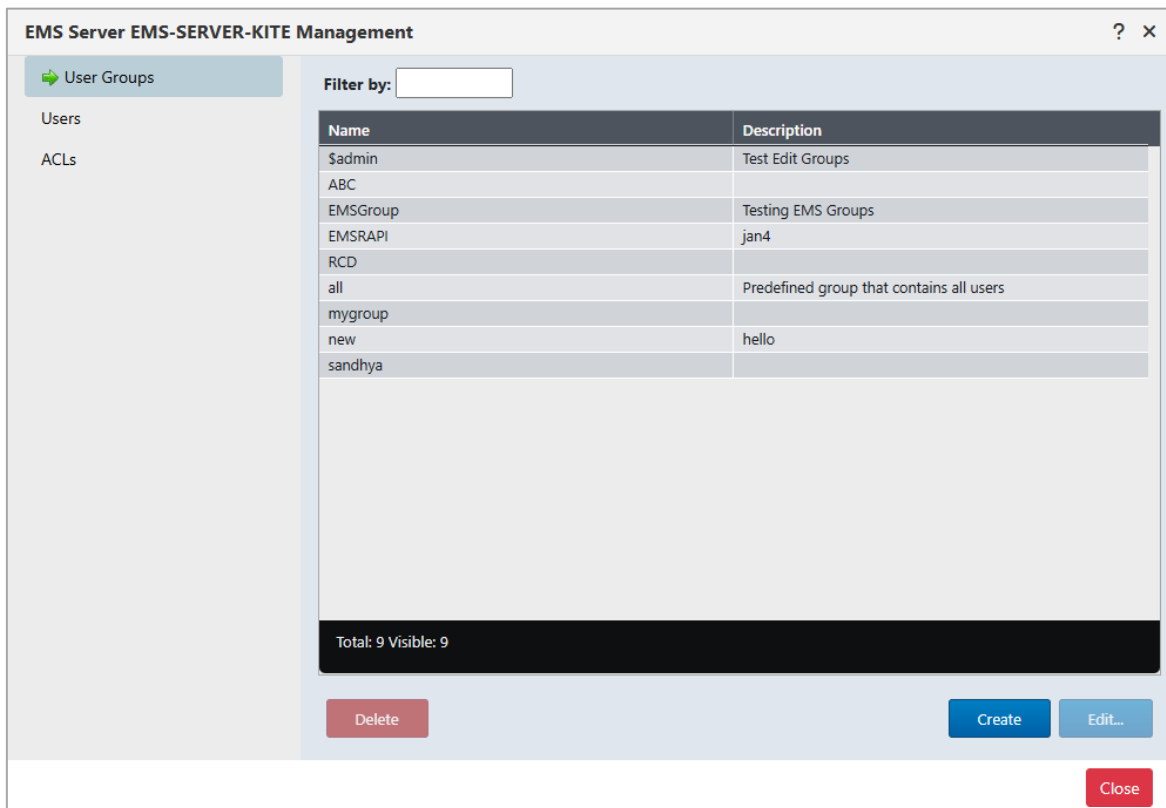 EMS Server EMS-SERVER-KITE Management ? ×
User Groups
Users
ACLs
Filter by:
Name Description
$admin Test Edit Groups
ABC
EMSGroup Testing EMS Groups
EMSRAPI jan4
RCD
all Predefined group that contains all users
mygroup
new hello
sandhya
Total: 9 Visible: 9
Delete Create Edit...
Close